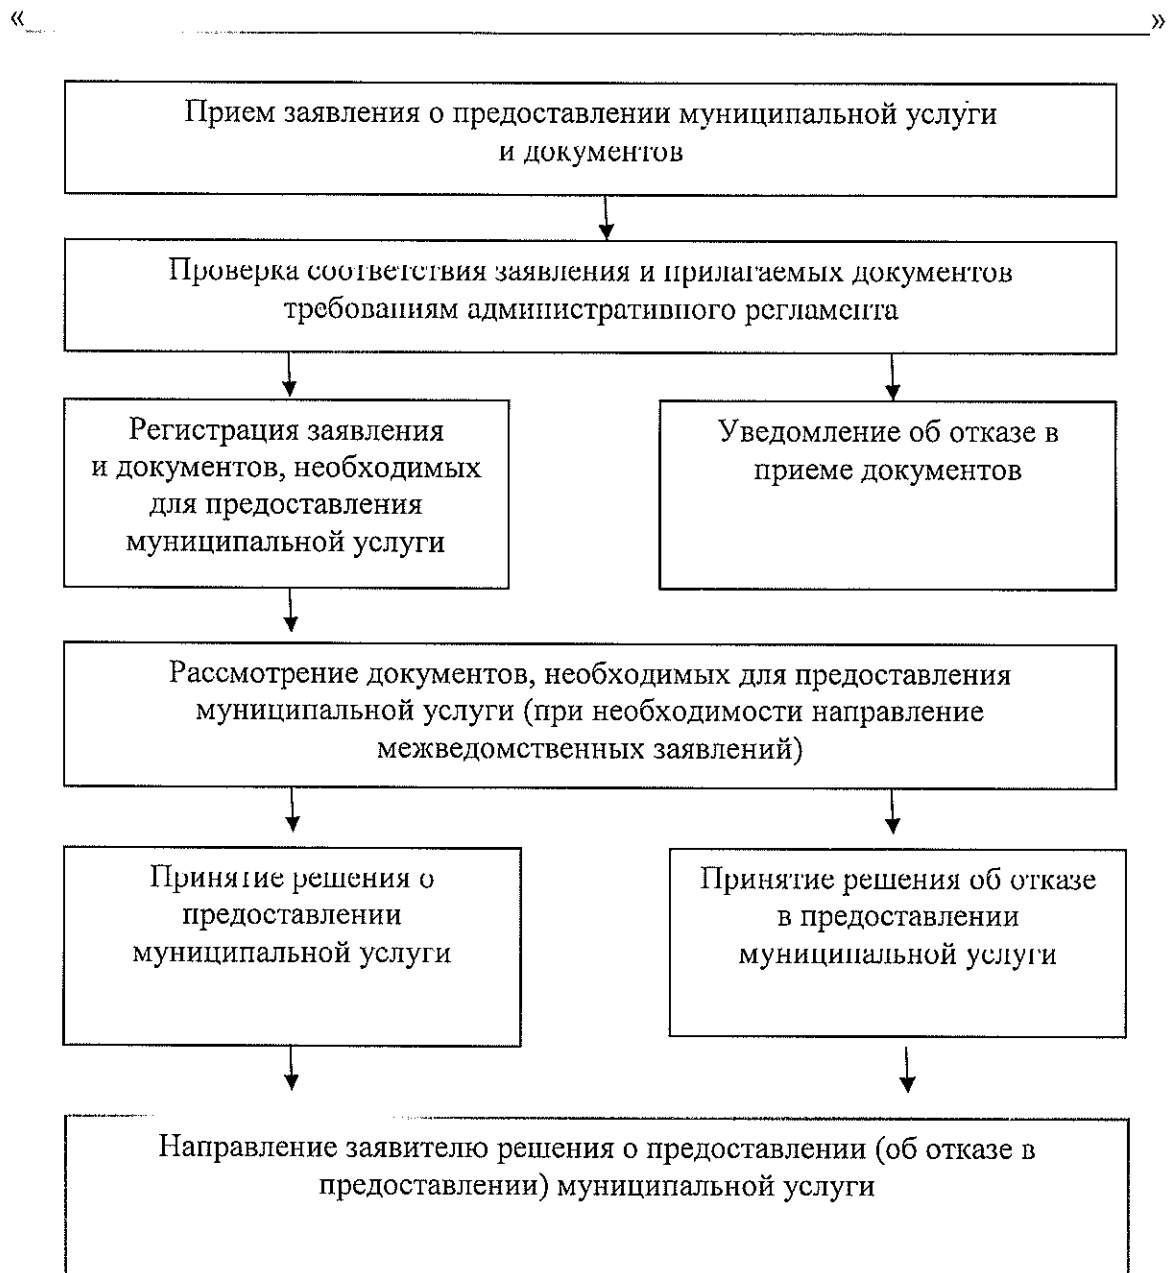 « »
Прием заявления о предоставлении муниципальной услуги
и документов
Проверка соответствия заявления и прилагаемых документов
требованиям административного регламента
Регистрация заявления
и документов, необходимых
для предоставления
муниципальной услуги
Уведомление об отказе в
приеме документов
Рассмотрение документов, необходимых для предоставления
муниципальной услуги (при необходимости направление
межведомственных заявлений)
Принятие решения о
предоставлении
муниципальной услуги
Принятие решения об отказе
в предоставлении
муниципальной услуги
Направление заявителю решения о предоставлении (об отказе в
предоставлении) муниципальной услуги